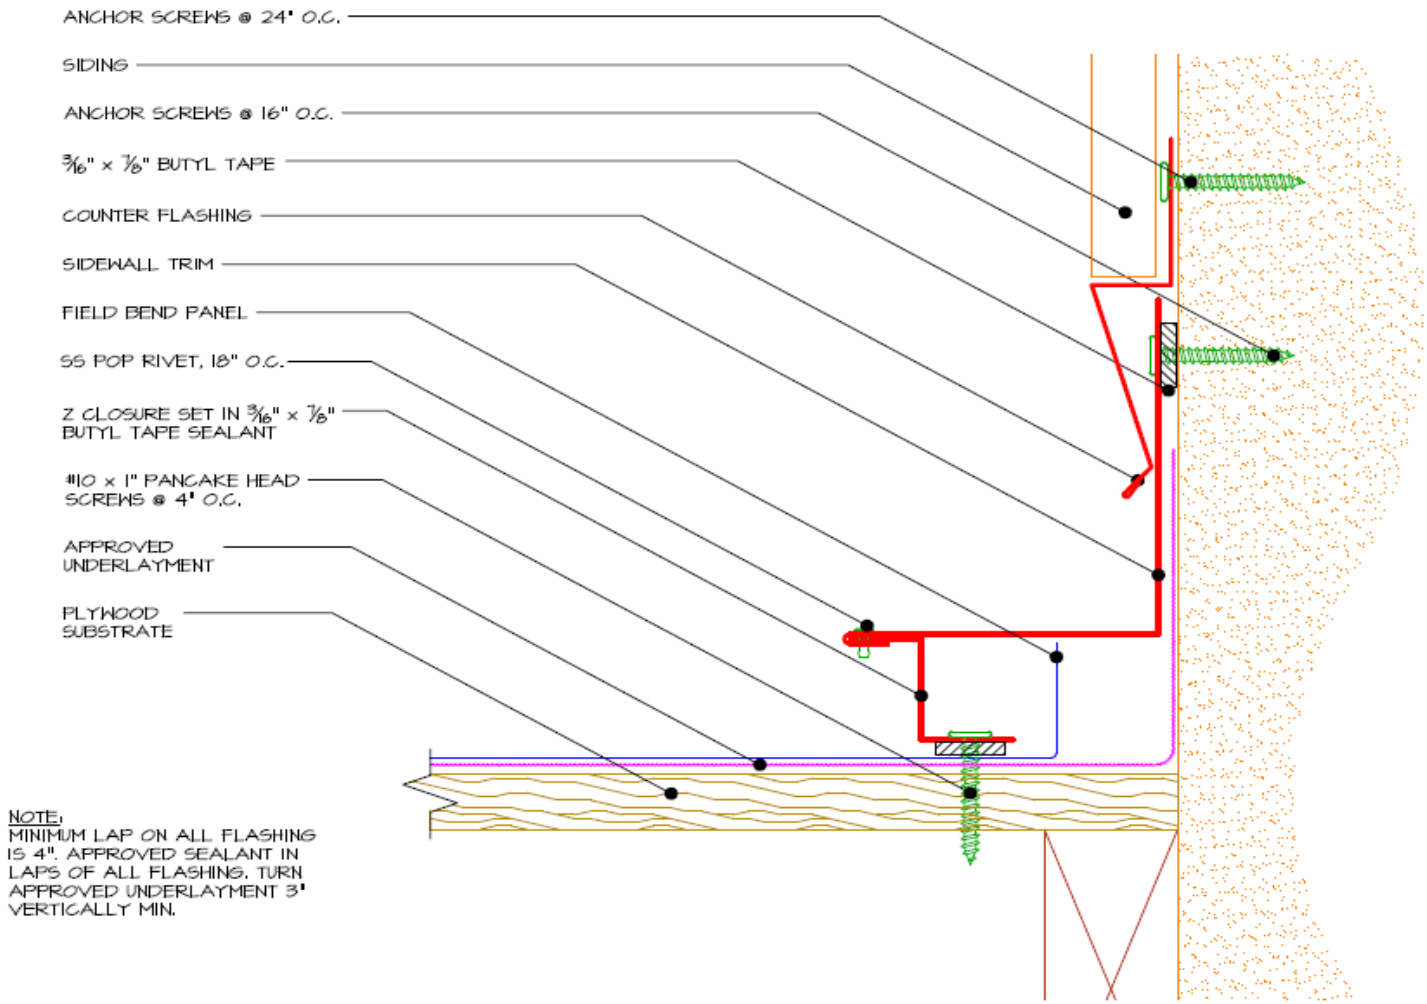 ANCHOR SCREWS @ 24" O.C.
SIDING
ANCHOR SCREWS @ 16" O.C.
3/16" x 7/8" BUTYL TAPE
COUNTER FLASHING
SIDEWALL TRIM
FIELD BEND PANEL
SS POP RIVET, 18" O.C.
Z CLOSURE SET IN 3/16" x 7/8"
BUTYL TAPE SEALANT
#10 x 1" PANCAKE HEAD
SCREWS @ 4" O.C.
APPROVED
UNDERLAYMENT
PLYWOOD
SUBSTRATE
NOTE:
MINIMUM LAP ON ALL FLASHING
IS 4". APPROVED SEALANT IN
LAPS OF ALL FLASHING. TURN
APPROVED UNDERLAYMENT 3"
VERTICALLY MIN.